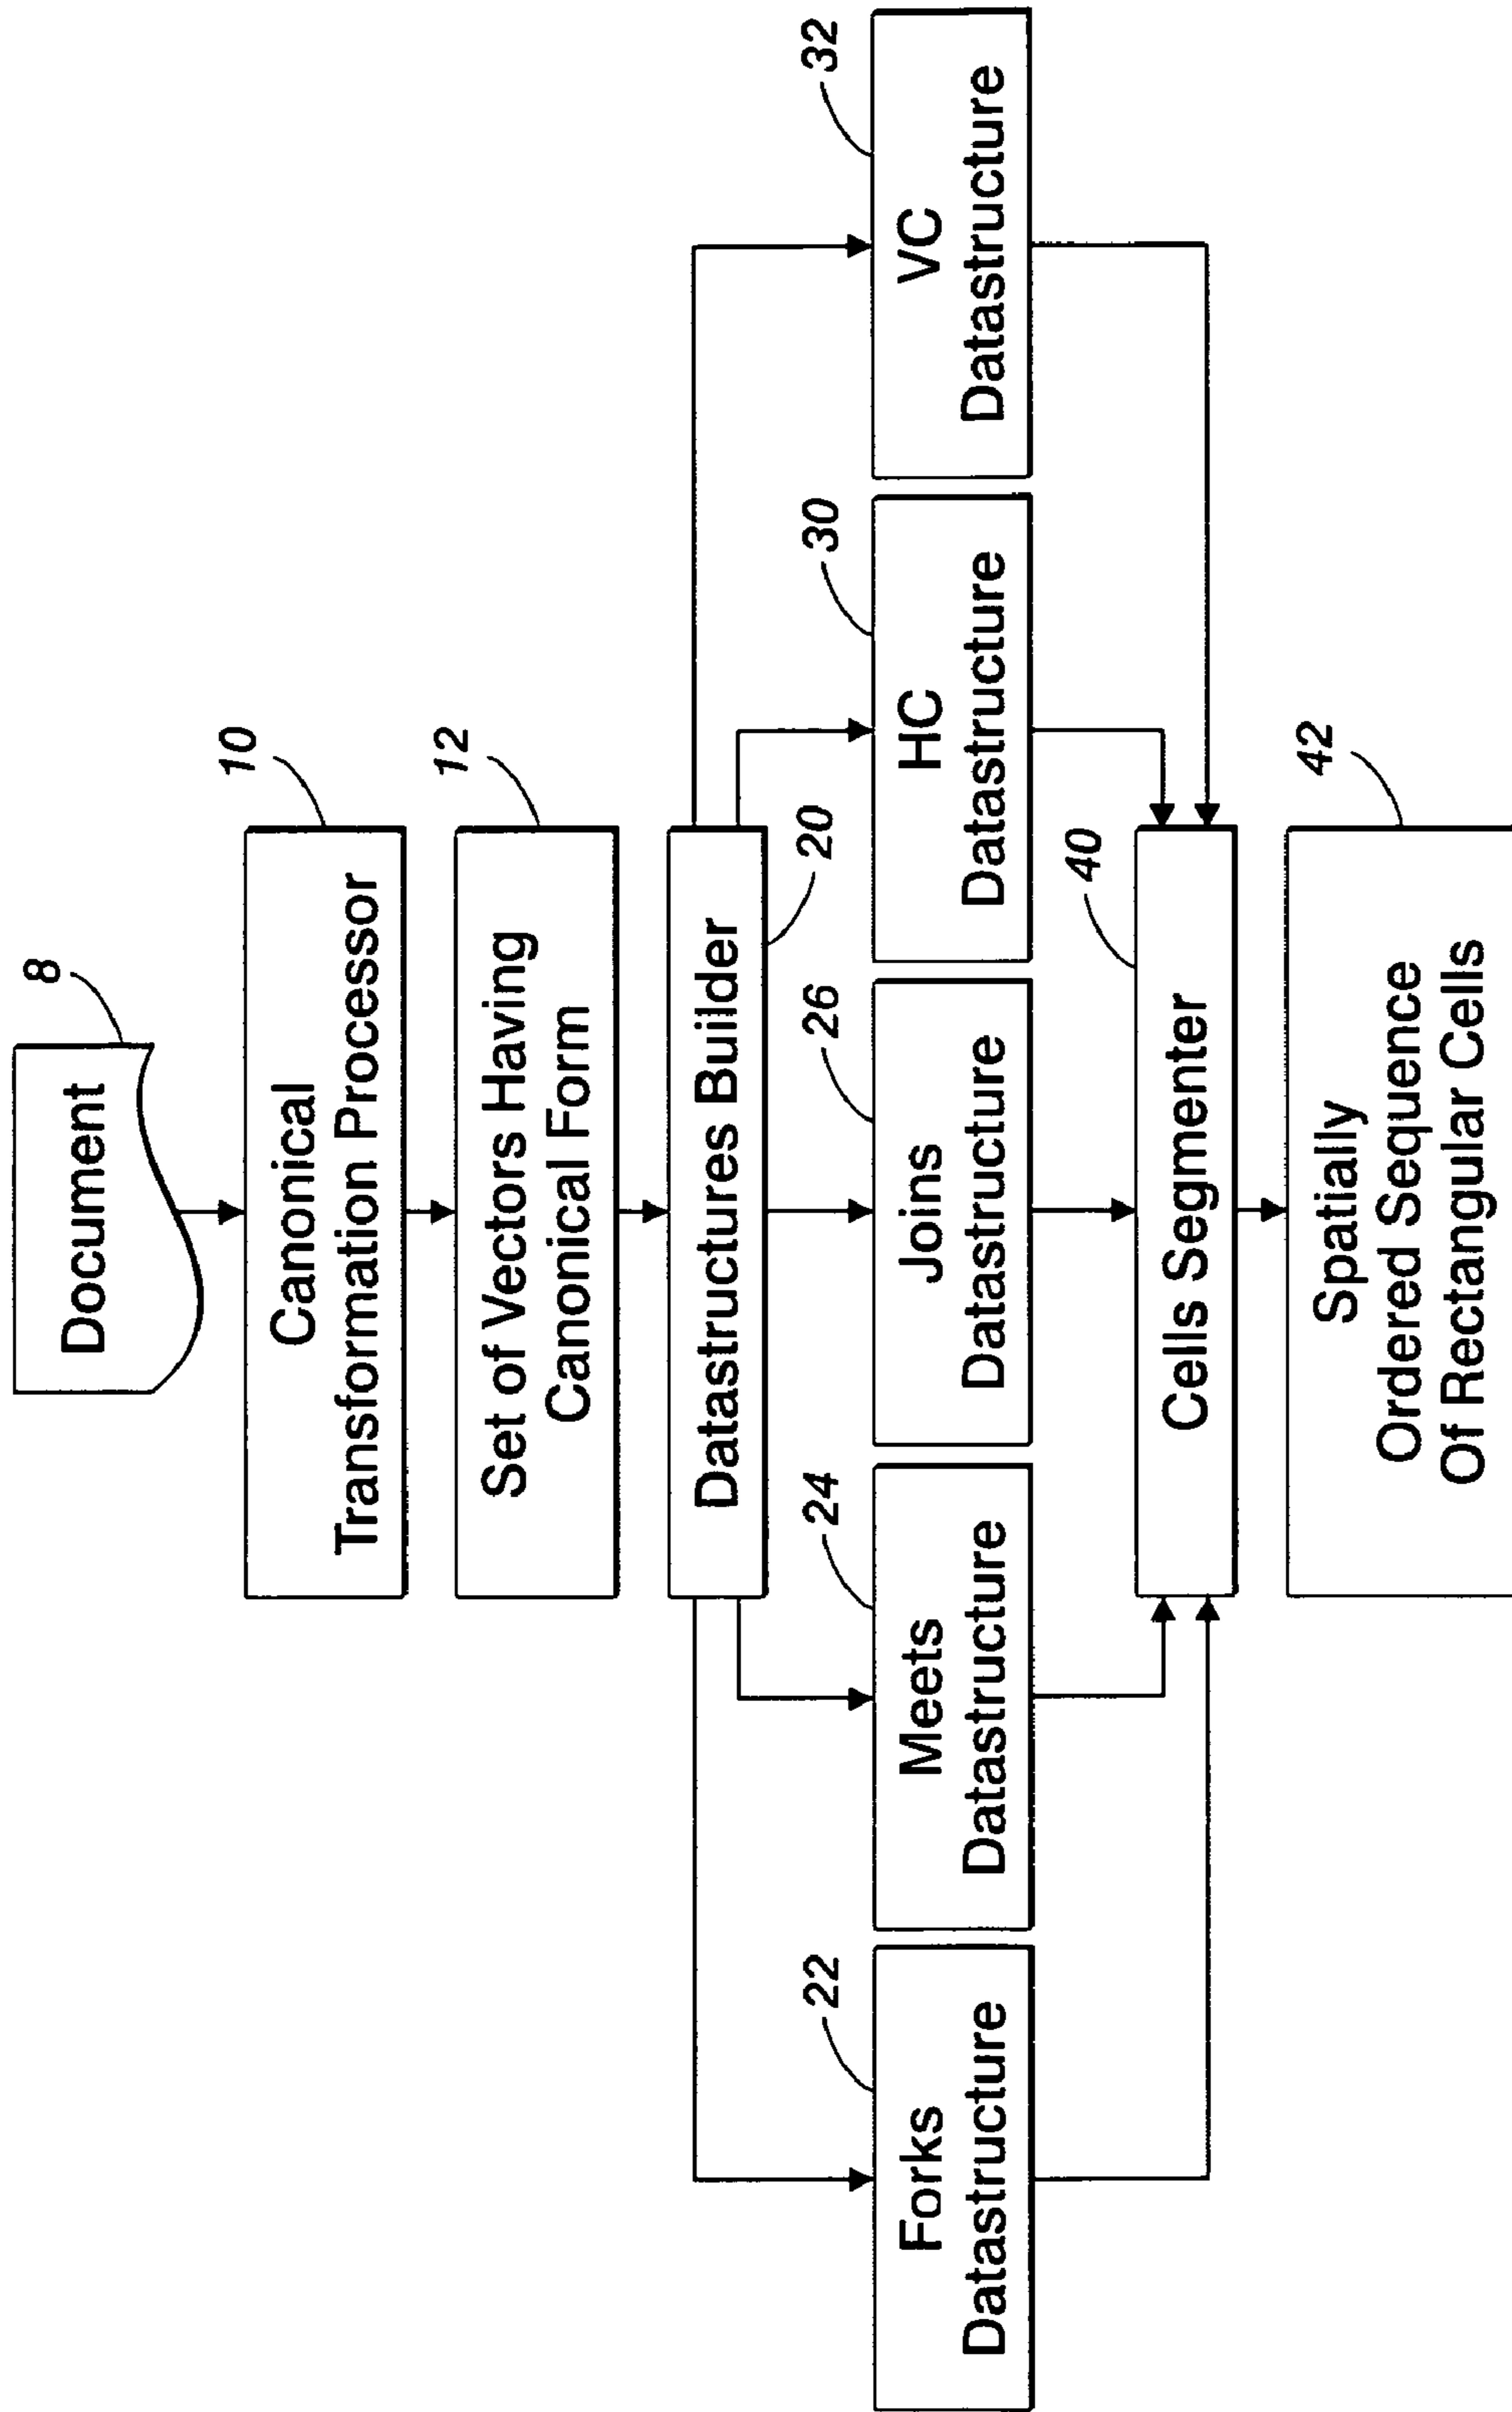 Document
8
Canonical
Transformation Processor
10
Set of Vectors Having
Canonical Form
12
Datastructures Builder
20
Forks
Datastructure
22
Meets
Datastructure
24
Joins
Datastructure
26
HC
Datastructure
30
VC
Datastructure
32
Cells Segmenter
40
Spatially
Ordered Sequence
Of Rectangular Cells
42